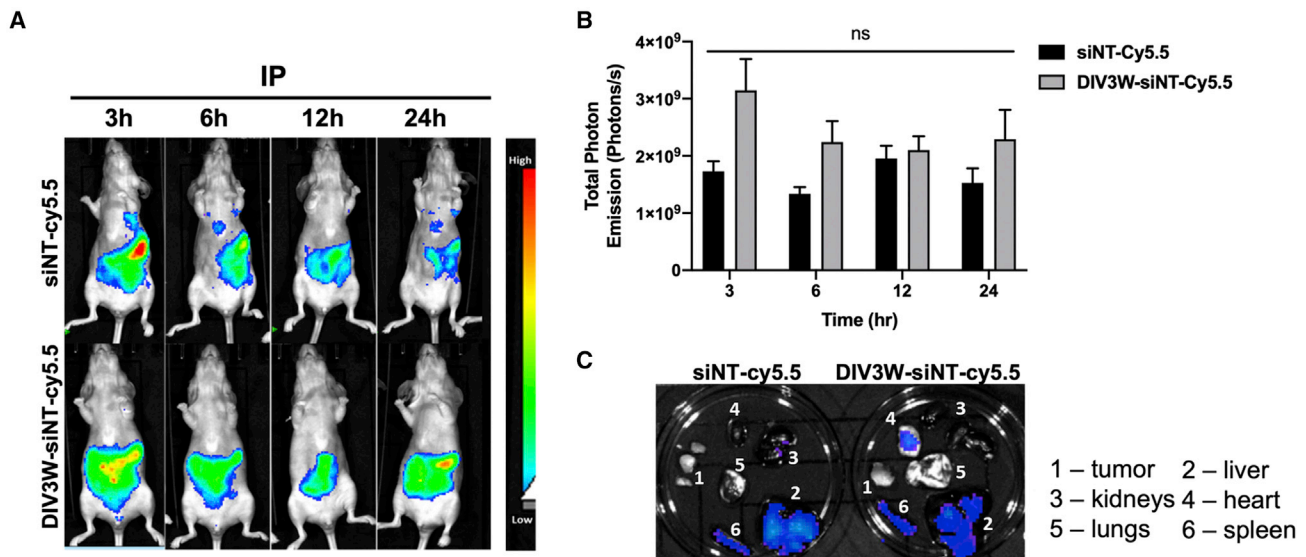 A
IP
3h 6h 12h 24h
siNT-cy5.5
DIV3W-siNT-cy5.5
High
Low
B
ns
4×10⁹
3×10⁹
2×10⁹
1×10⁹
0
Total Photon
Emission (Photons/s)
3 6 12 24
Time (hr)
siNT-Cy5.5
DIV3W-siNT-Cy5.5
C
siNT-cy5.5 DIV3W-siNT-cy5.5
4
3
5
1
2
6
3
4
5
1
6
2
1 – tumor 2 – liver
3 – kidneys 4 – heart
5 – lungs 6 – spleen